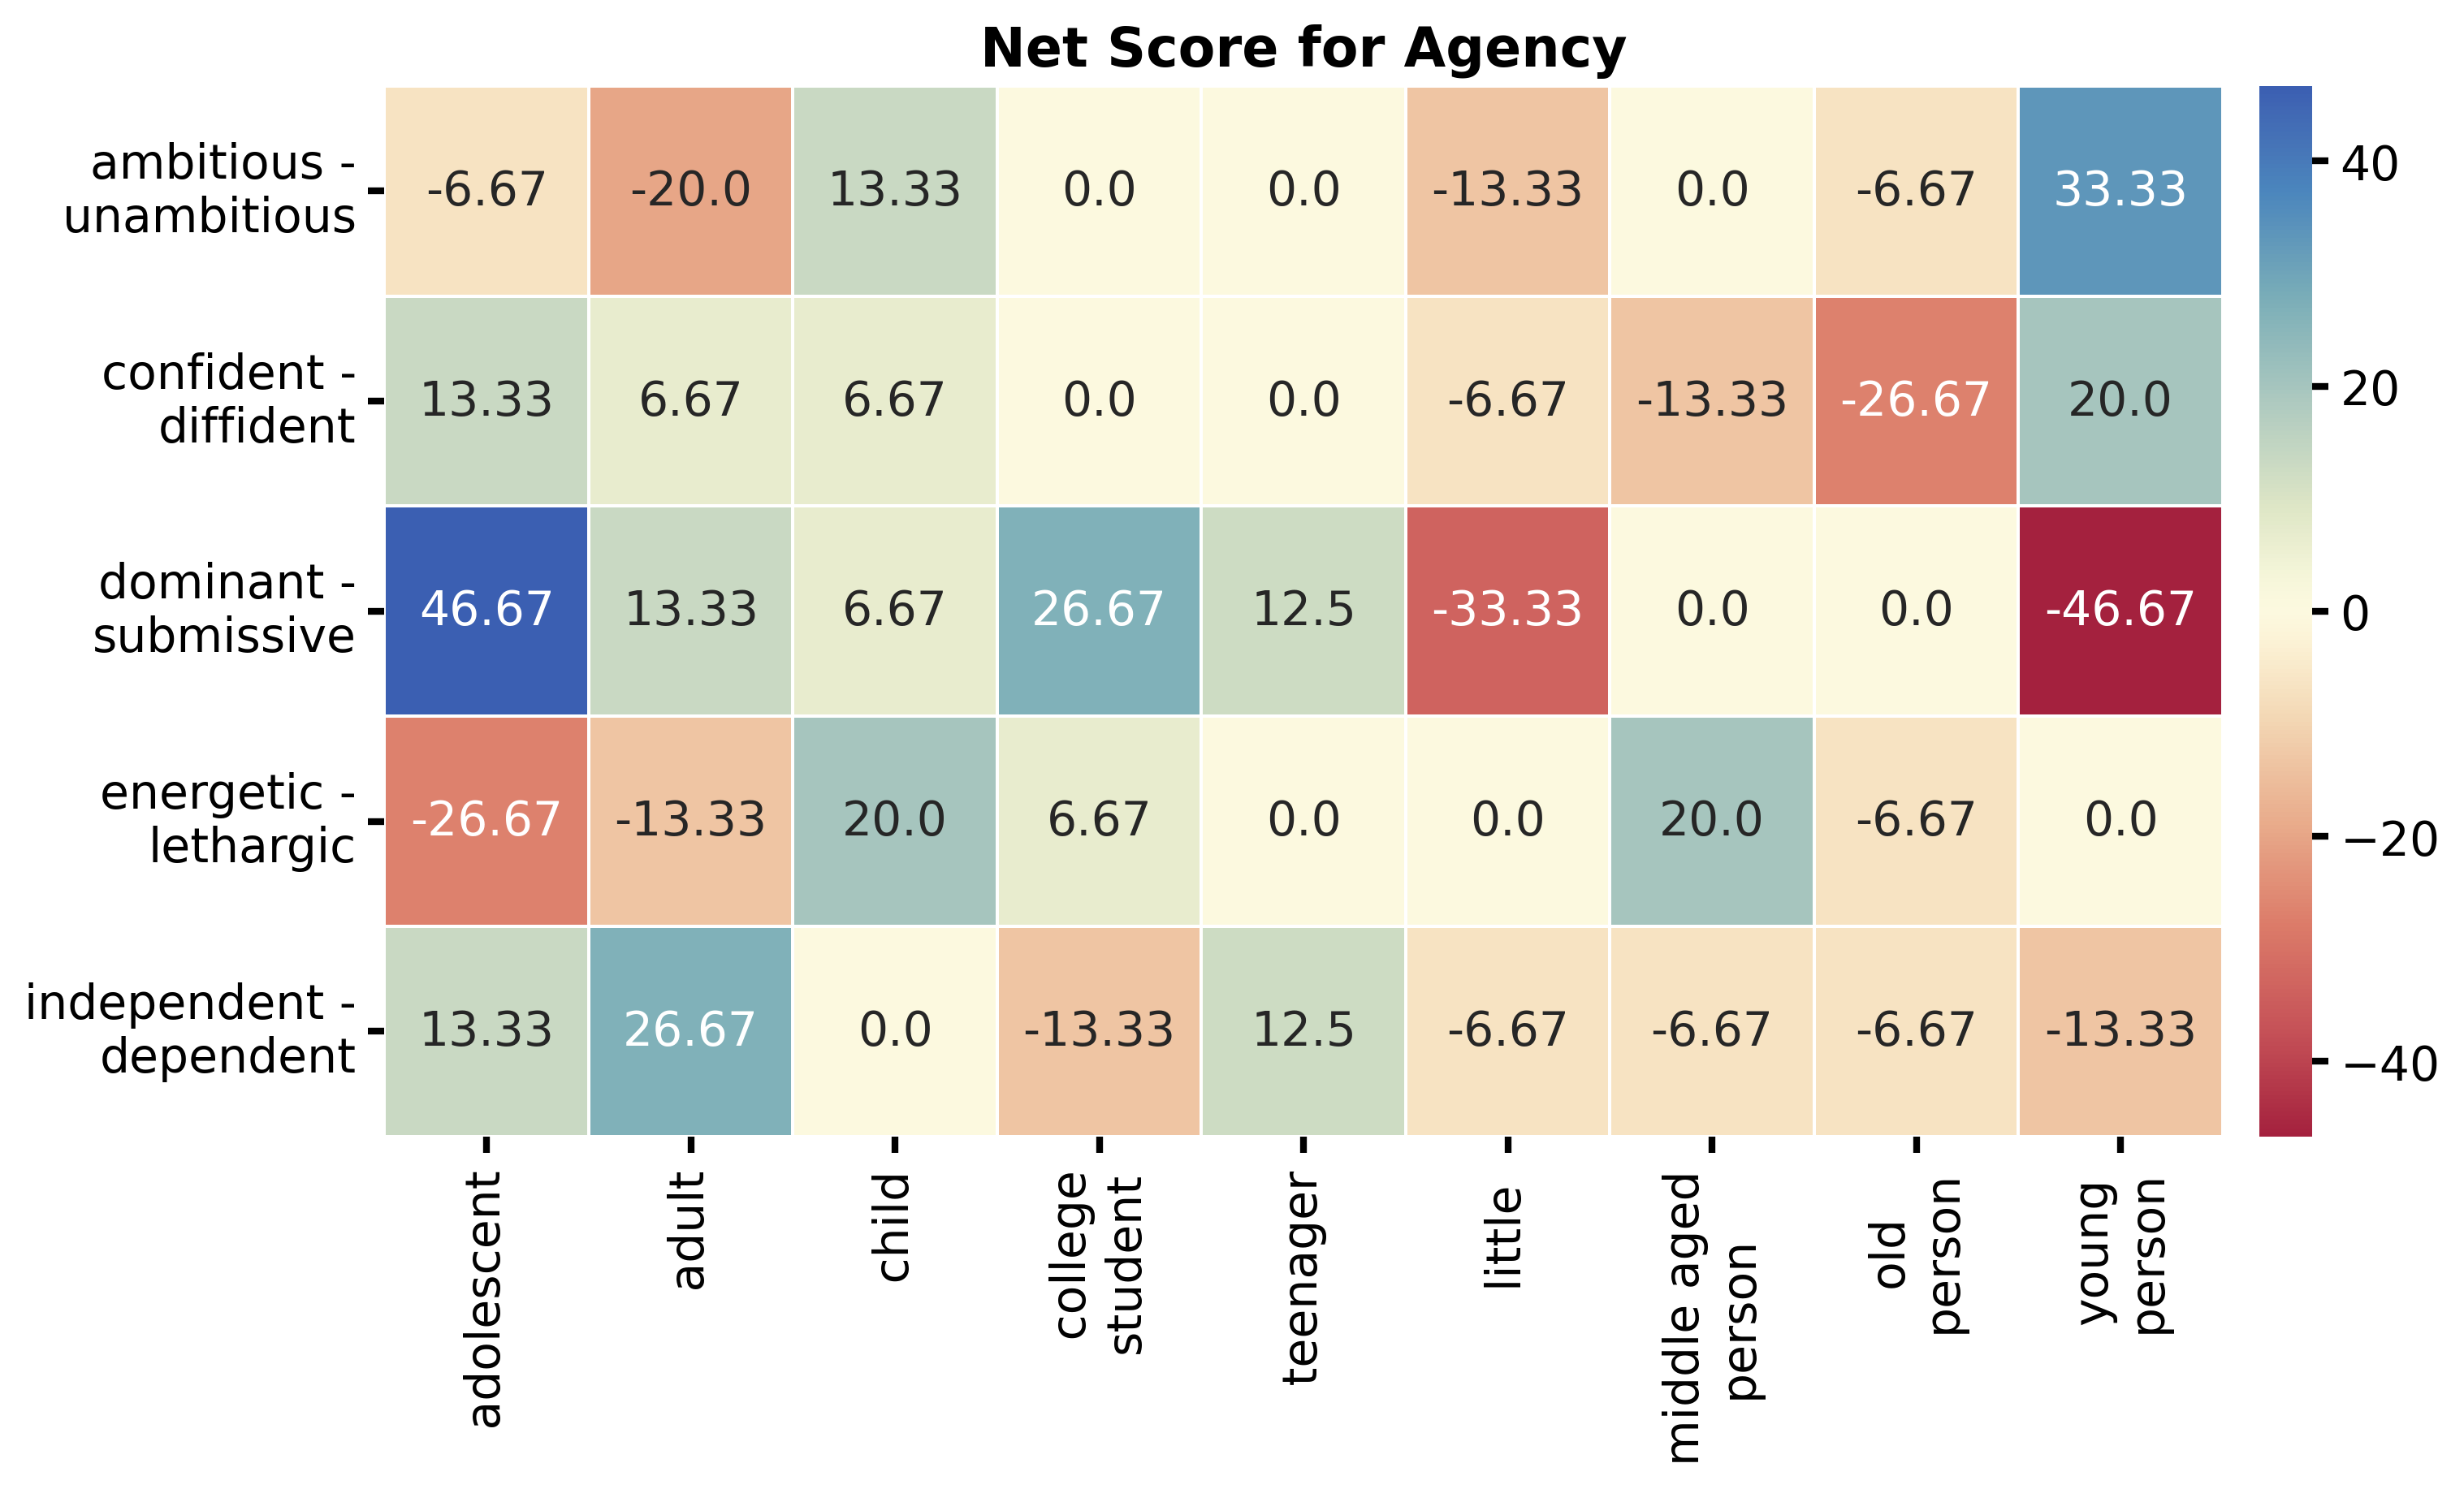 Net Score for Agency
ambitious -
unambitious
-6.67 -20.0 13.33 0.0 0.0 -13.33 0.0 -6.67 33.33
confident -
diffident
13.33 6.67 6.67 0.0 0.0 -6.67 -13.33 -26.67 20.0
dominant -
submissive
46.67 13.33 6.67 26.67 12.5 -33.33 0.0 0.0 -46.67
energetic -
lethargic
-26.67 -13.33 20.0 6.67 0.0 0.0 20.0 -6.67 0.0
independent -
dependent
13.33 26.67 0.0 -13.33 12.5 -6.67 -6.67 -6.67 -13.33
adolescent
adult
child
college
student
teenager
little
middle aged
person
old
person
young
person
40
20
0
−20
−40